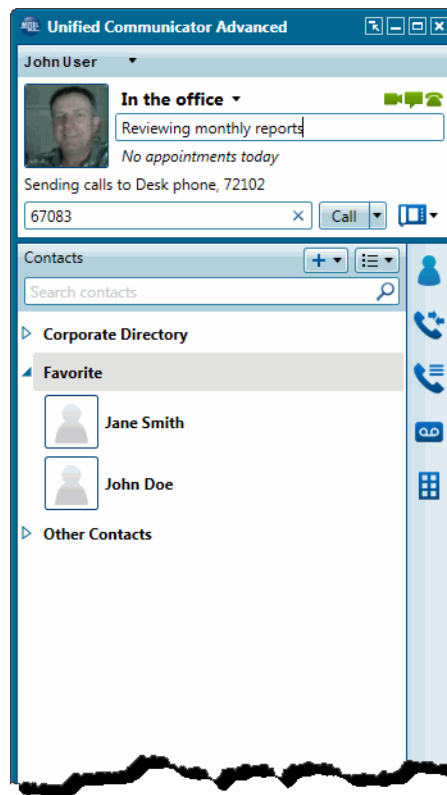 MITEL Unified Communicator Advanced
John User
In the office
Reviewing monthly reports
No appointments today
Sending calls to Desk phone, 72102
67083 Call
Contacts
Search contacts
Corporate Directory
Favorite
Jane Smith
John Doe
Other Contacts